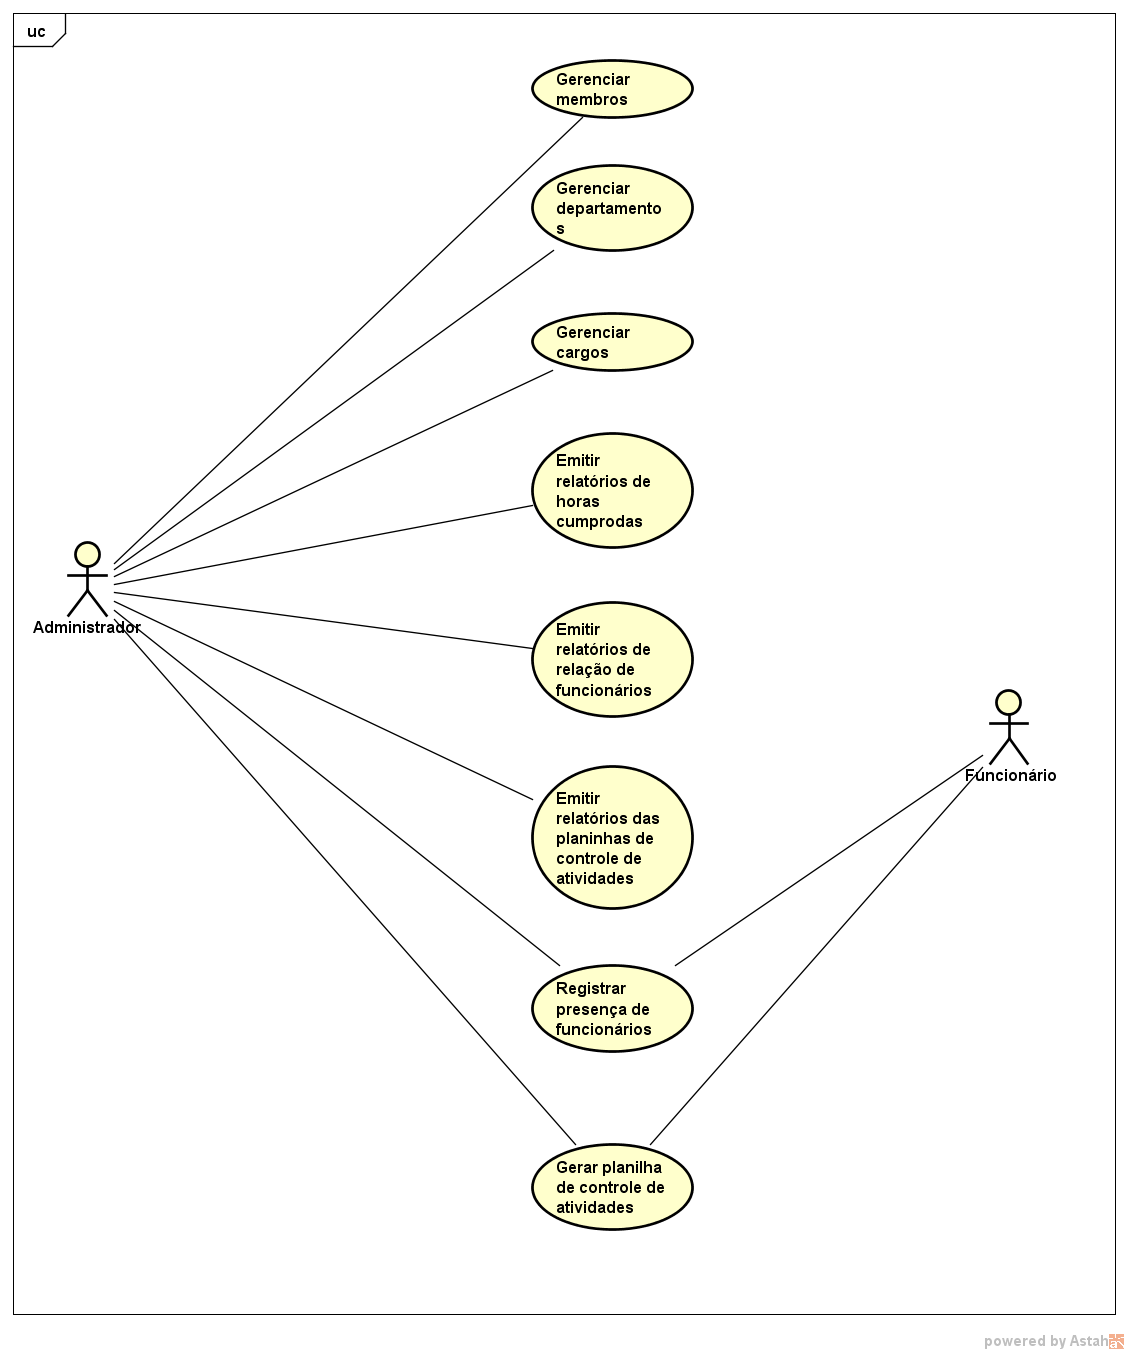 uc
Gerenciar
membros
Gerenciar
departamento
s
Gerenciar
cargos
Emitir
relatórios de
horas
cumprodas
Administrador
Emitir
relatórios de
relação de
funcionários
Funcionário
Emitir
relatórios das
planinhas de
controle de
atividades
Registrar
presença de
funcionários
Gerar planilha
de controle de
atividades
powered by Astah